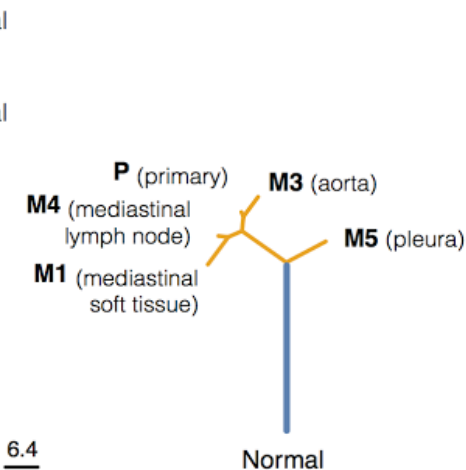 P (primary)
M3 (aorta)
M4 (mediastinal
lymph node)
M5 (pleura)
M1 (mediastinal
soft tissue)
6.4
Normal